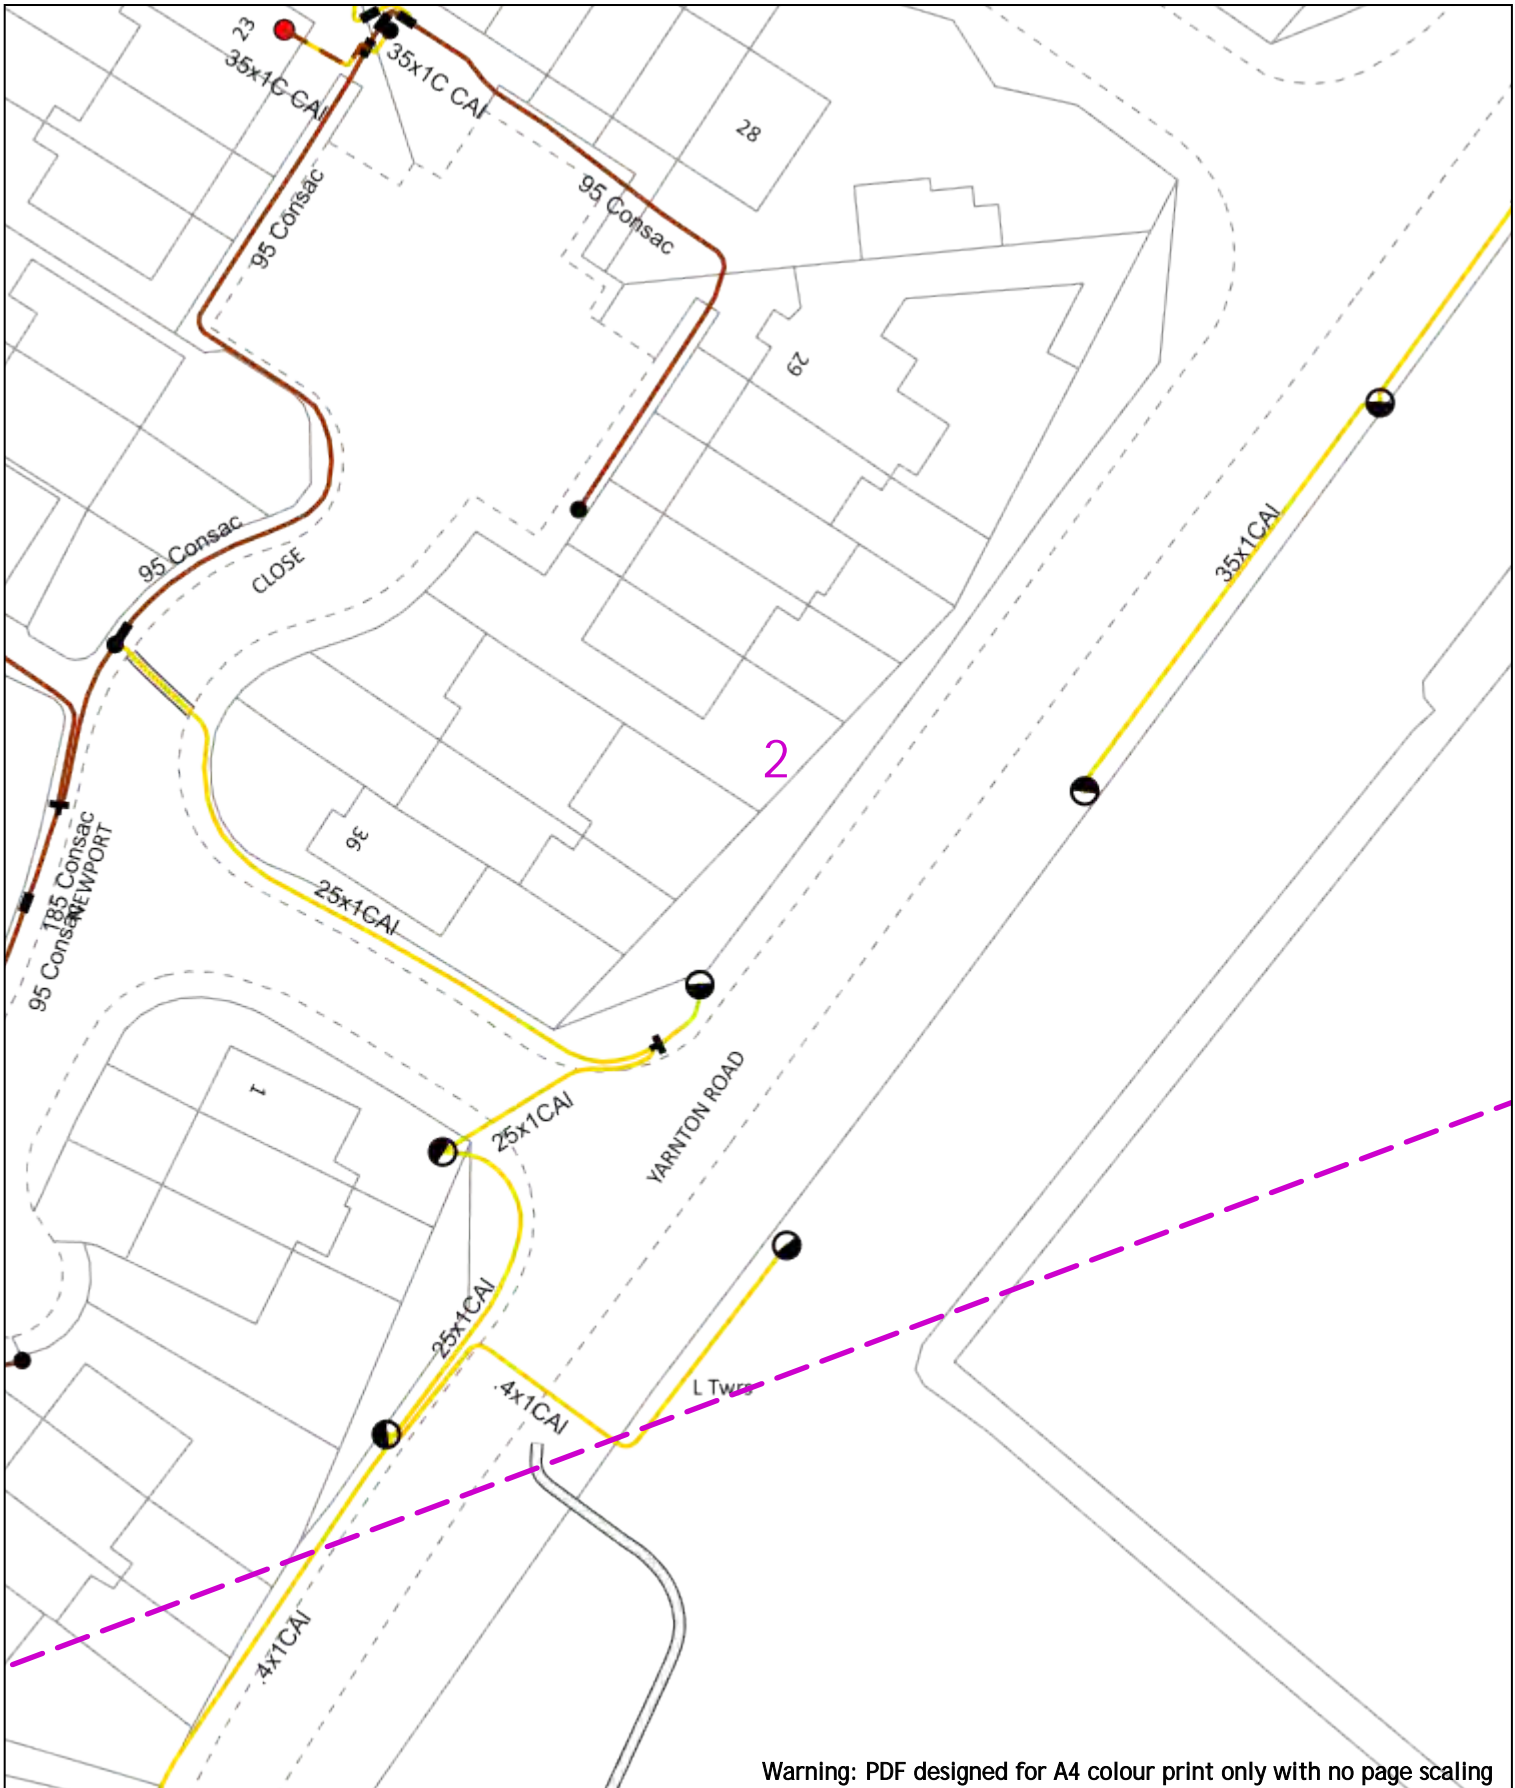 23
35x1C CAI
35x1C CAI
28
95 Consac
95 Consac
29
35x1CAI
95 Consac
CLOSE
2
36
185 Consac
NEWPORT
95 Consac
25x1CAI
YARNTON ROAD
1
25x1CAI
25x1CAI
L Twrs
.4x1CAI
.4x1CAI
Warning: PDF designed for A4 colour print only with no page scaling